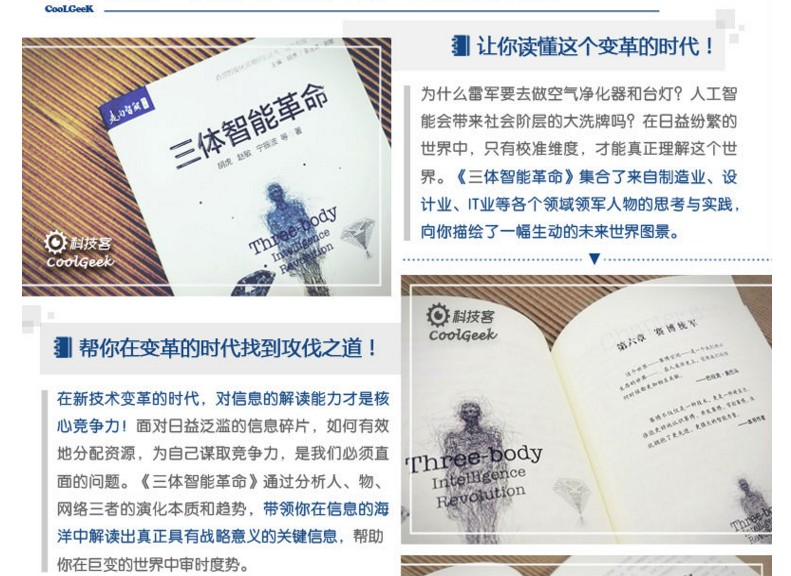 CooLGeeK
让你读懂这个变革的时代！
为什么雷军要去做空气净化器和台灯？人工智
能会带来社会阶层的大洗牌吗？在日益纷繁的
世界中，只有校准维度，才能真正理解这个世
界。《三体智能革命》集合了来自制造业、设
计业、IT业等各个领域领军人物的思考与实践，
向你描绘了一幅生动的未来世界图景。
走向智能
三体智能革命
胡虎 赵敏 宁振波 等 著
Three-body
Intelligence
Revolution
科技客
CoolGeek
帮你在变革的时代找到攻伐之道！
在新技术变革的时代，对信息的解读能力才是核
心竞争力！面对日益泛滥的信息碎片，如何有效
地分配资源，为自己谋取竞争力，是我们必须直
面的问题。《三体智能革命》通过分析人、物、
网络三者的演化本质和趋势，带领你在信息的海
洋中解读出真正具有战略意义的关键信息，帮助
你在巨变的世界中审时度势。
科技客
CoolGeek
第六章 赛博统军
Three-body
Intelligence
Revolution
Three-body